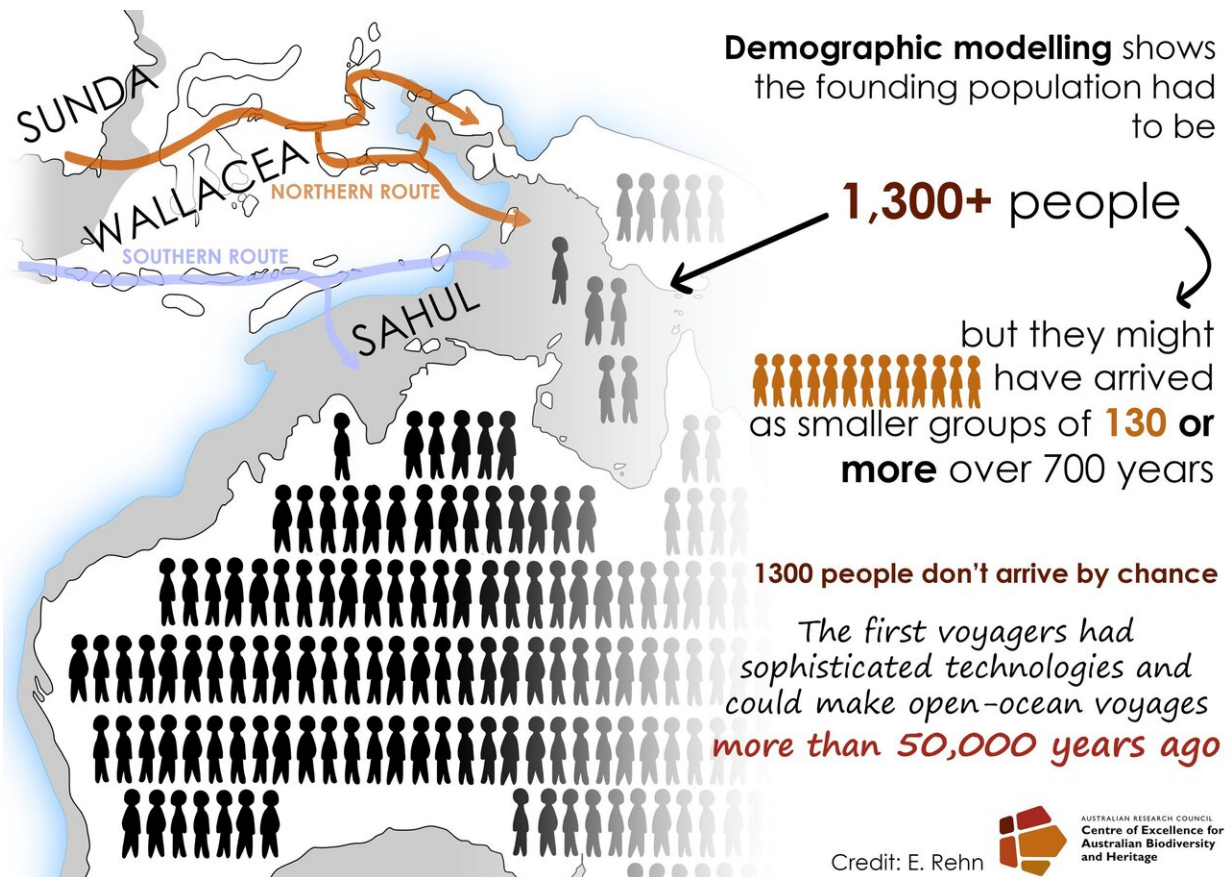 SUNDA
WALLACEA
NORTHERN ROUTE
SOUTHERN ROUTE
SAHUL
Demographic modelling shows
the founding population had
to be
1,300+ people
but they might
have arrived
as smaller groups of 130 or
more over 700 years
1300 people don't arrive by chance
The first voyagers had
sophisticated technologies and
could make open-ocean voyages
more than 50,000 years ago
Credit: E. Rehn
AUSTRALIAN RESEARCH COUNCIL
Centre of Excellence for
Australian Biodiversity
and Heritage